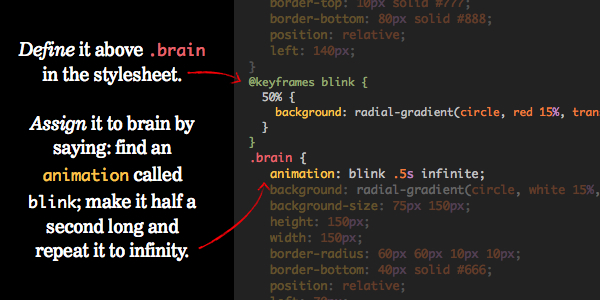 Define it above .brain
in the stylesheet.
Assign it to brain by
saying: find an
animation called
blink; make it half a
second long and
repeat it to infinity.
border-top: 10px solid #777;
border-bottom: 80px solid #888;
position: relative;
left: 140px;
}
@keyframes blink {
50% {
background: radial-gradient(circle, red 15%, tran
}
}
.brain {
animation: blink .5s infinite;
background: radial-gradient(circle, white 15%,
background-size: 75px 150px;
height: 150px;
width: 150px;
border-radius: 60px 60px 10px 10px;
border-bottom: 40px solid #666;
position: relative;